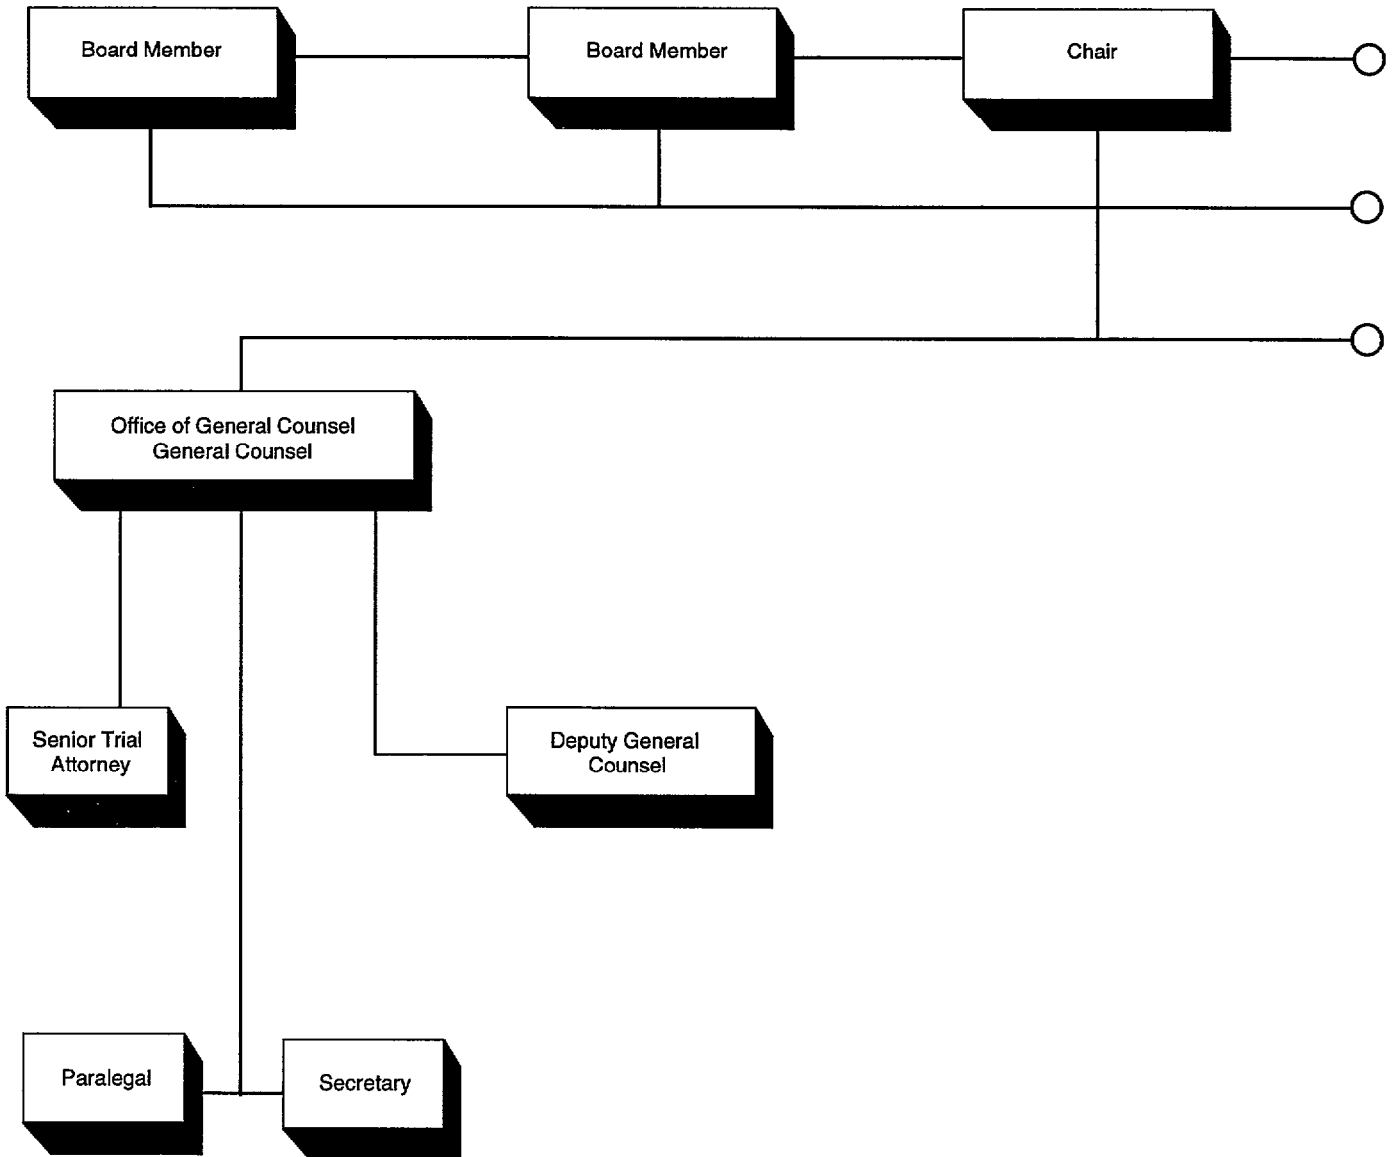 Board Member
Board Member
Chair
Office of General Counsel
General Counsel
Senior Trial
Attorney
Deputy General
Counsel
Paralegal
Secretary